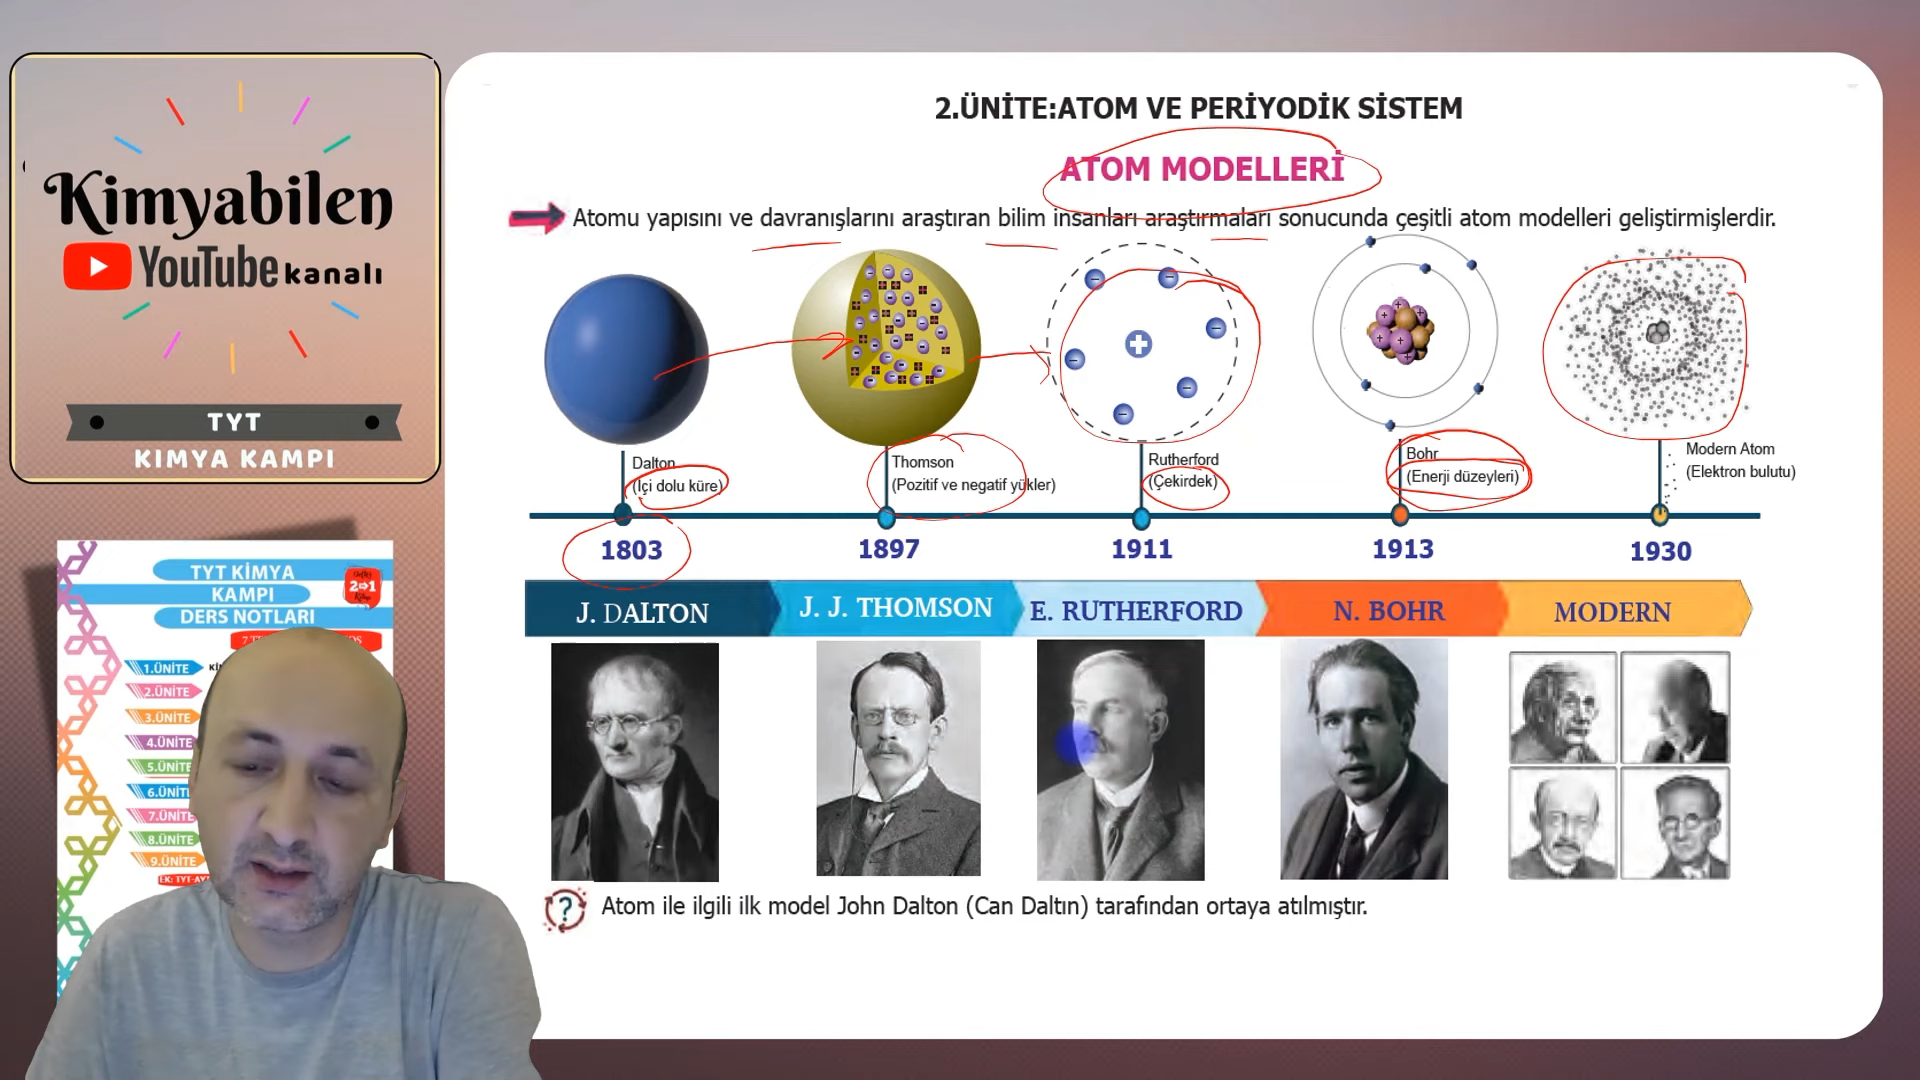 Kimyabilen
YouTube kanalı
TYT
KIMYA KAMPI
TYT KİMYA
KAMPI
DERS NOTLARI
2⇨1
1.ÜNİTE
2.ÜNİTE
3.ÜNİTE
4.ÜNİTE
5.ÜNİTE
7.ÜNİTE
8.ÜNİTE
9.ÜNİTE
2.ÜNİTE:ATOM VE PERİYODİK SİSTEM
ATOM MODELLERİ
Atomu yapısını ve davranışlarını araştıran bilim insanları araştırmaları sonucunda çeşitli atom modelleri geliştirmişlerdir.
Dalton
(İçi dolu küre)
Thomson
(Pozitif ve negatif yükler)
Rutherford
(Çekirdek)
Bohr
(Enerji düzeyleri)
Modern Atom
(Elektron bulutu)
1803
1897
1911
1913
1930
J. DALTON
J. J. THOMSON
E. RUTHERFORD
N. BOHR
MODERN
Atom ile ilgili ilk model John Dalton (Can Daltın) tarafından ortaya atılmıştır.